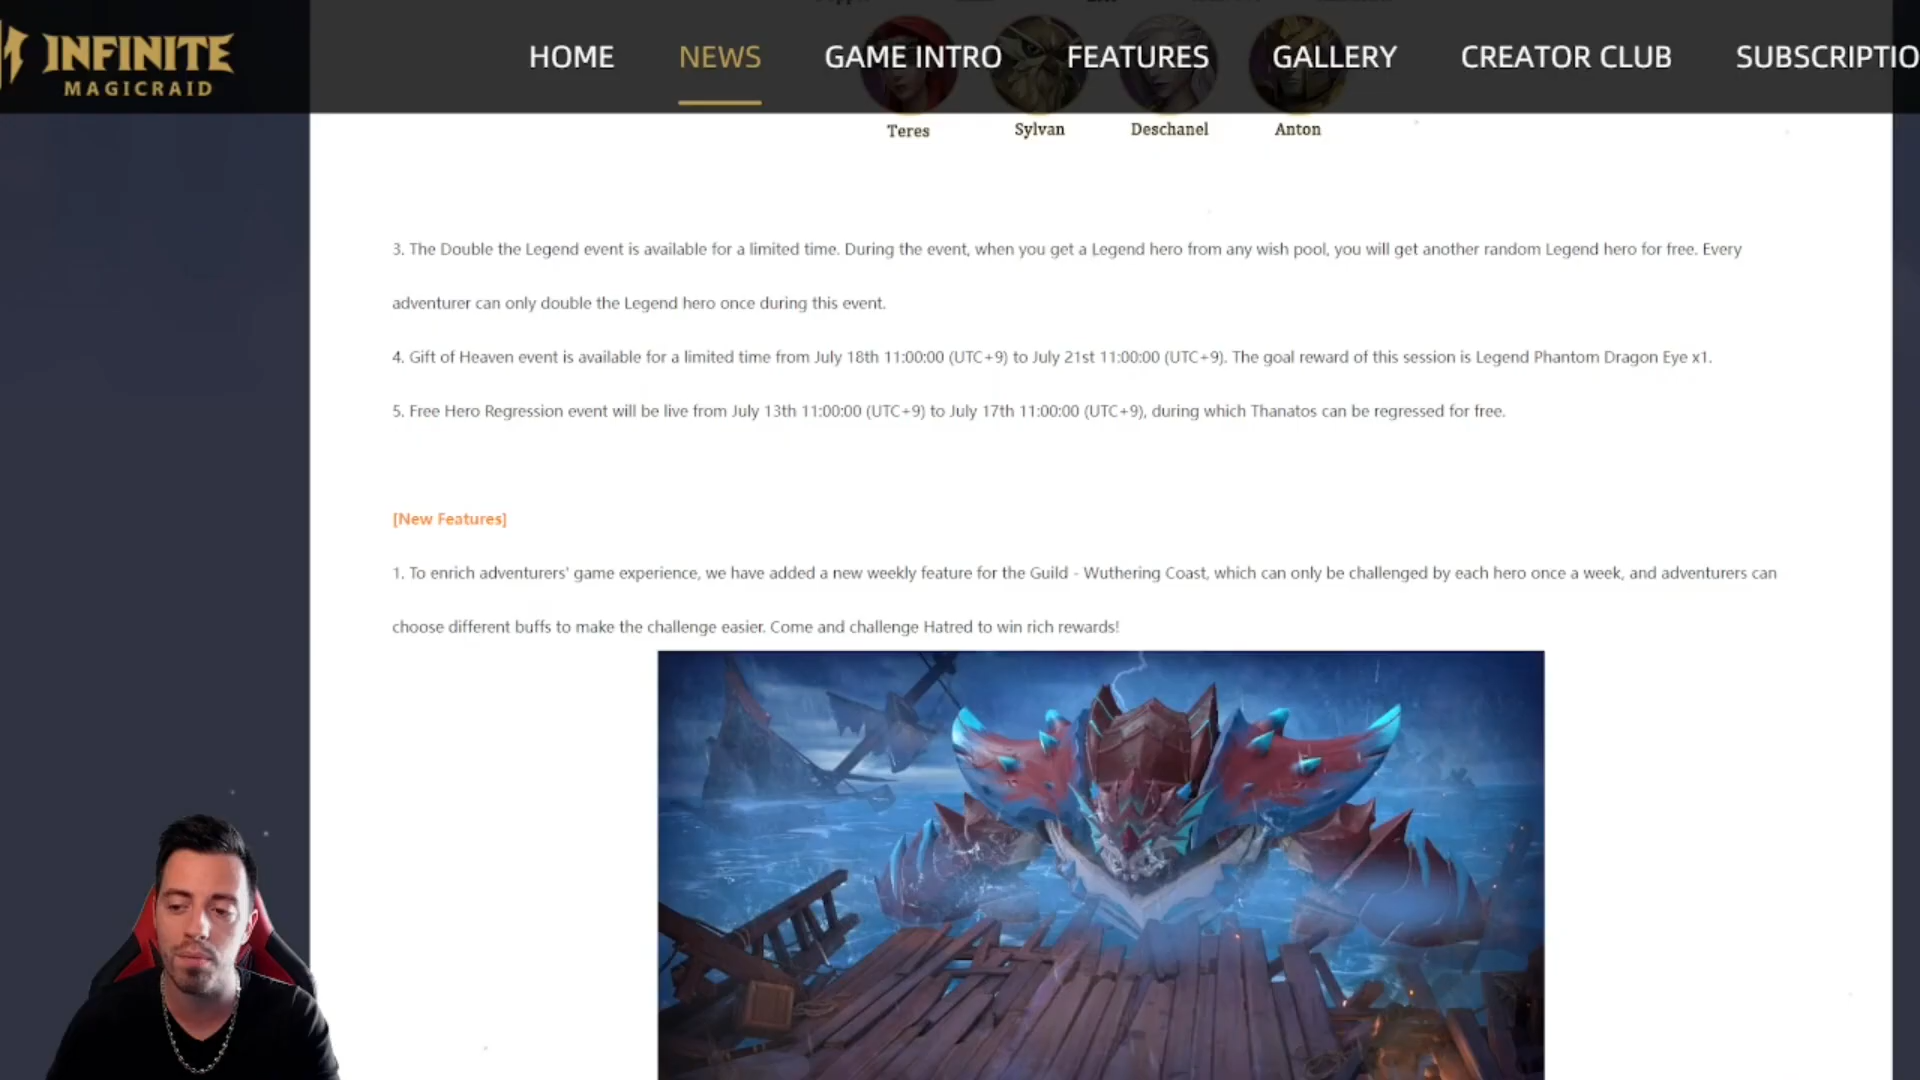 INFINITE
MAGICRAID
HOME NEWS GAME INTRO FEATURES GALLERY CREATOR CLUB SUBSCRIPTIO
Teres Sylvan Deschanel Anton
3. The Double the Legend event is available for a limited time. During the event, when you get a Legend hero from any wish pool, you will get another random Legend hero for free. Every
adventurer can only double the Legend hero once during this event.
4. Gift of Heaven event is available for a limited time from July 18th 11:00:00 (UTC+9) to July 21st 11:00:00 (UTC+9). The goal reward of this session is Legend Phantom Dragon Eye x1.
5. Free Hero Regression event will be live from July 13th 11:00:00 (UTC+9) to July 17th 11:00:00 (UTC+9), during which Thanatos can be regressed for free.
[New Features]
1. To enrich adventurers' game experience, we have added a new weekly feature for the Guild - Wuthering Coast, which can only be challenged by each hero once a week, and adventurers can
choose different buffs to make the challenge easier. Come and challenge Hatred to win rich rewards!